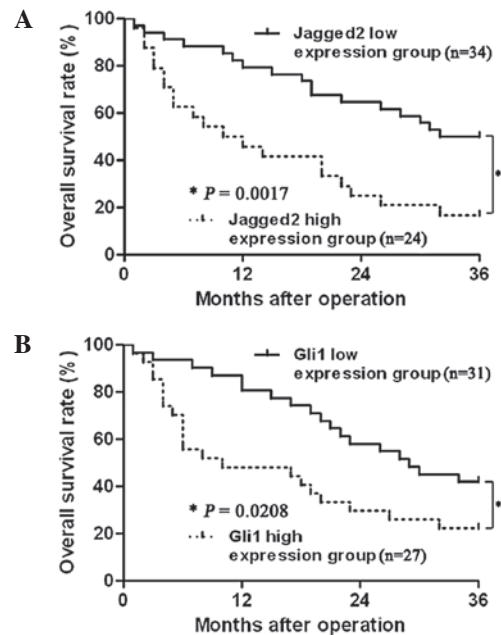 A
Overall survival rate (%)
100
80
60
40
20
0
Jagged2 low
expression group (n=34)
* P = 0.0017
Jagged2 high
expression group (n=24)
*
0 12 24 36
Months after operation
B
Overall survival rate (%)
100
80
60
40
20
0
Gli1 low
expression group (n=31)
* P = 0.0208
Gli1 high
expression group (n=27)
*
0 12 24 36
Months after operation